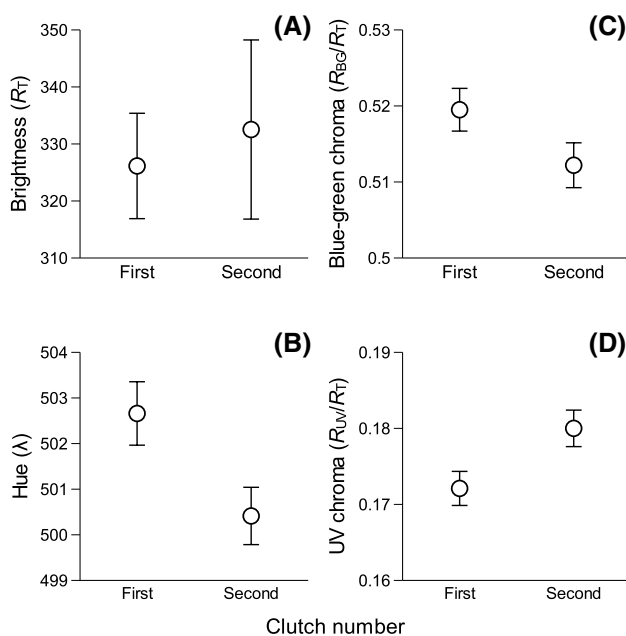 (A)
Brightness (RT)
350
340
330
320
310
First Second
(C)
Blue-green chroma (RBG/RT)
0.53
0.52
0.51
0.5
First Second
(B)
Hue (λ)
504
503
502
501
500
499
First Second
(D)
UV chroma (RUV/RT)
0.19
0.18
0.17
0.16
First Second
Clutch number